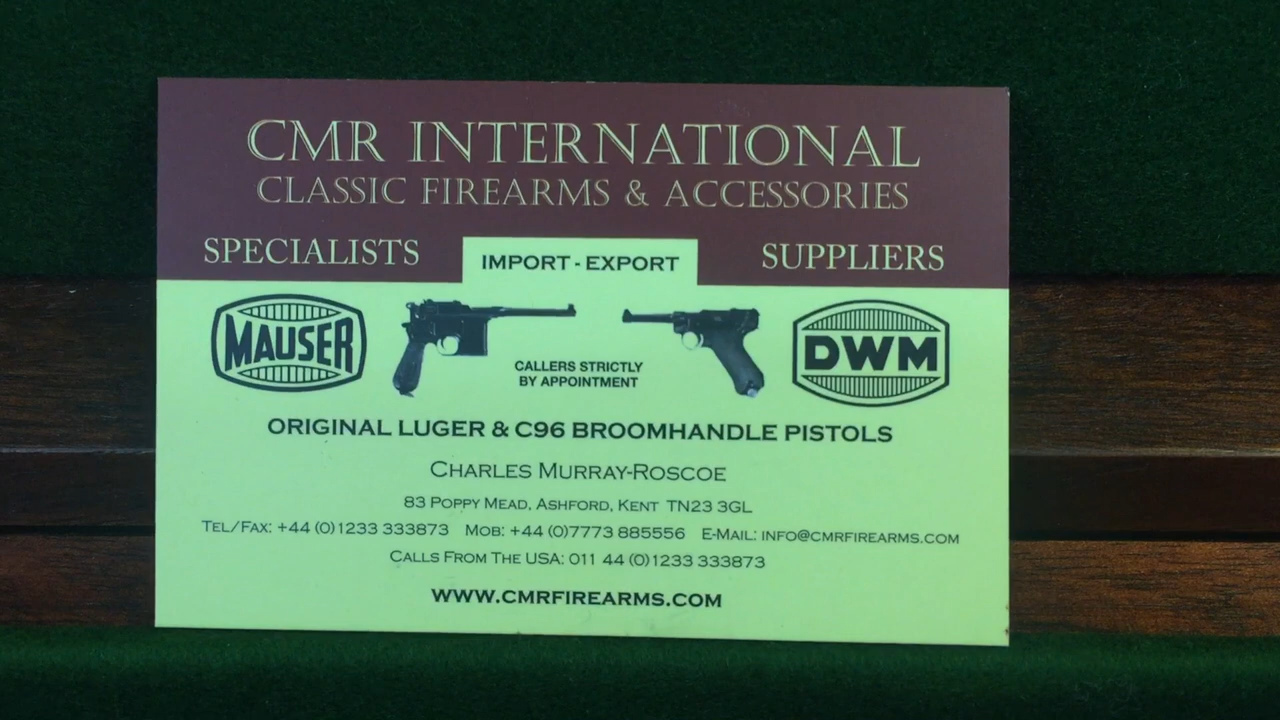 CMR INTERNATIONAL
CLASSIC FIREARMS & ACCESSORIES
SPECIALISTS
IMPORT - EXPORT
SUPPLIERS
MAUSER
CALLERS STRICTLY
BY APPOINTMENT
DWM
ORIGINAL LUGER & C96 BROOMHANDLE PISTOLS
CHARLES MURRAY-ROSCOE
83 POPPY MEAD, ASHFORD, KENT TN23 3GL
TEL/FAX: +44 (0)1233 333873 MOB: +44 (0)7773 885556 E-MAIL: INFO@CMRFIREARMS.COM
CALLS FROM THE USA: 011 44 (0)1233 333873
WWW.CMRFIREARMS.COM